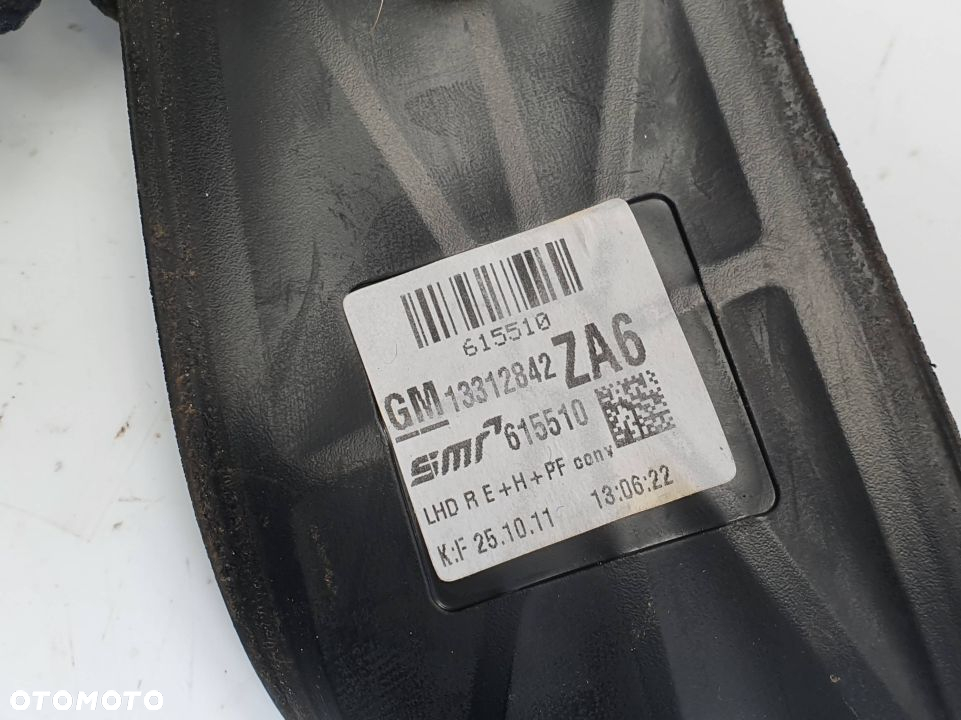 615510
GM 13312842 ZA6
smr 615510
LHD R E+H+PF conv
K:F 25.10.11 13:06:22
OTOMOTO